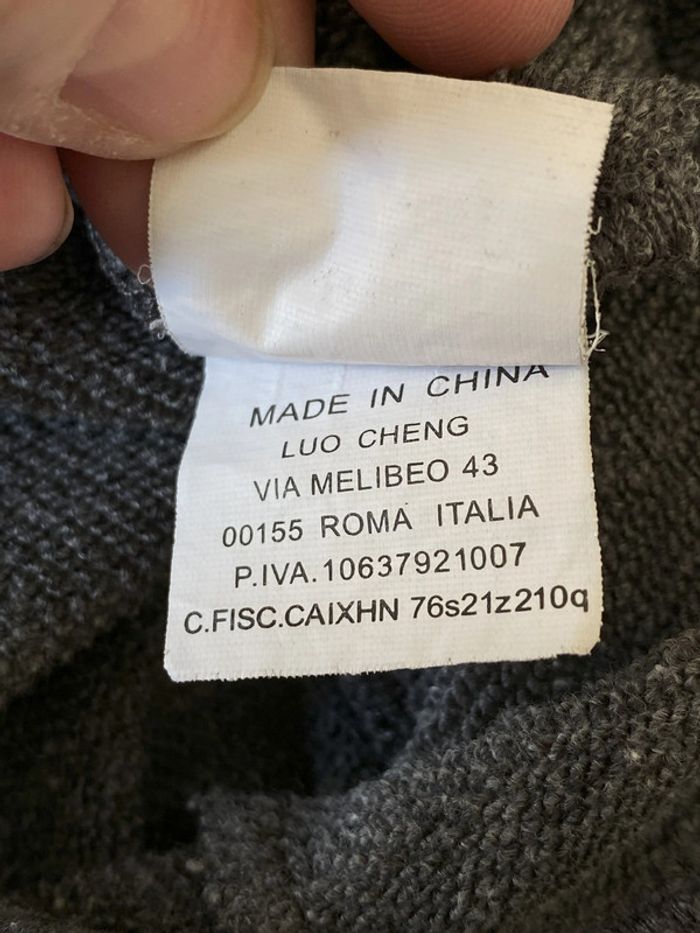 MADE IN CHINA
LUO CHENG
VIA MELIBEO 43
00155 ROMA ITALIA
P.IVA.10637921007
C.FISC.CAIXHN 76s21z210q